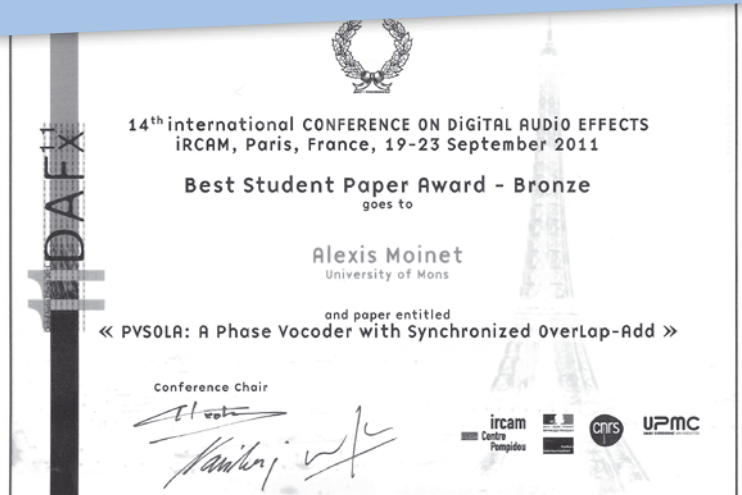 DAFx11
14th international CONFERENCE ON DiGiTAL AUDiO EFFECTS
iRCAM, Paris, France, 19-23 September 2011
Best Student Paper Award - Bronze
goes to
Alexis Moinet
University of Mons
and paper entitled
« PVSOLA: A Phase Vocoder with Synchronized OverLap-Add »
Conference Chair
ircam
Centre
Pompidou
cnrs
UPMC